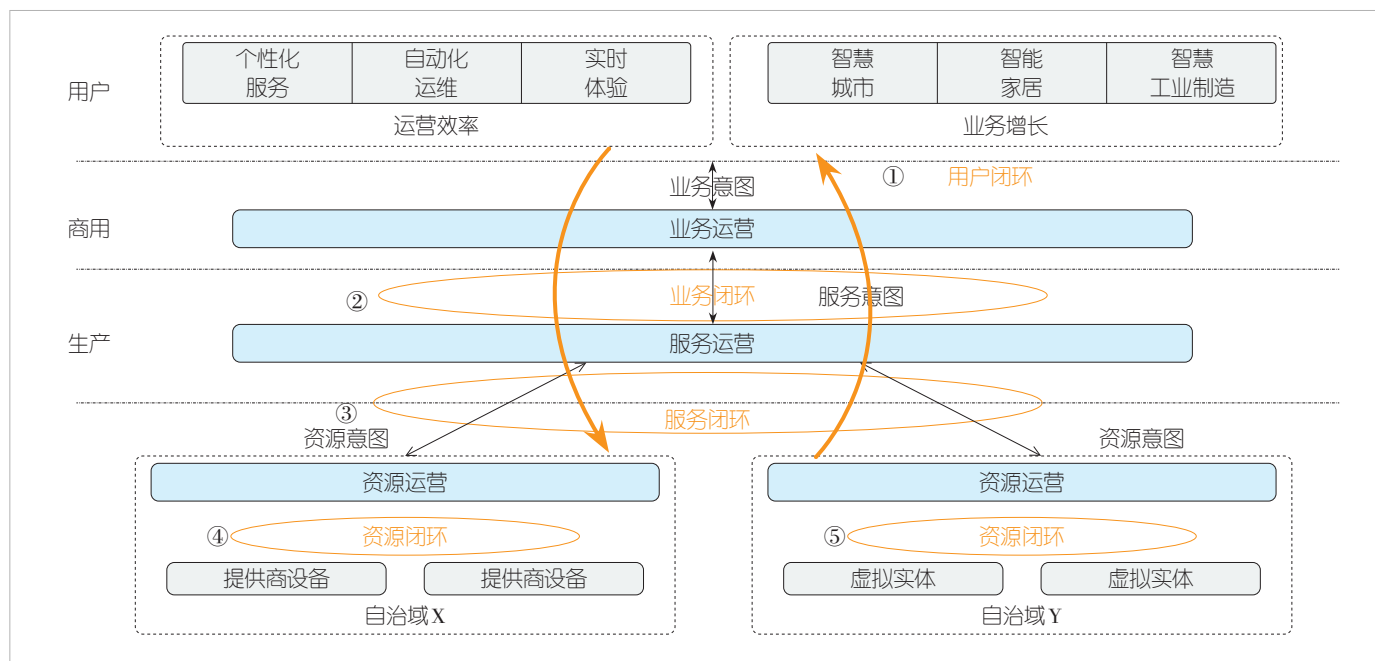 用户
个性化
服务
自动化
运维
实时
体验
运营效率
智慧
城市
智能
家居
智慧
工业制造
业务增长
业务意图
① 用户闭环
商用
业务运营
② 业务闭环
服务意图
生产
服务运营
③
服务闭环
资源意图
资源意图
资源运营
④ 资源闭环
提供商设备
提供商设备
自治域X
资源运营
⑤ 资源闭环
虚拟实体
虚拟实体
自治域Y